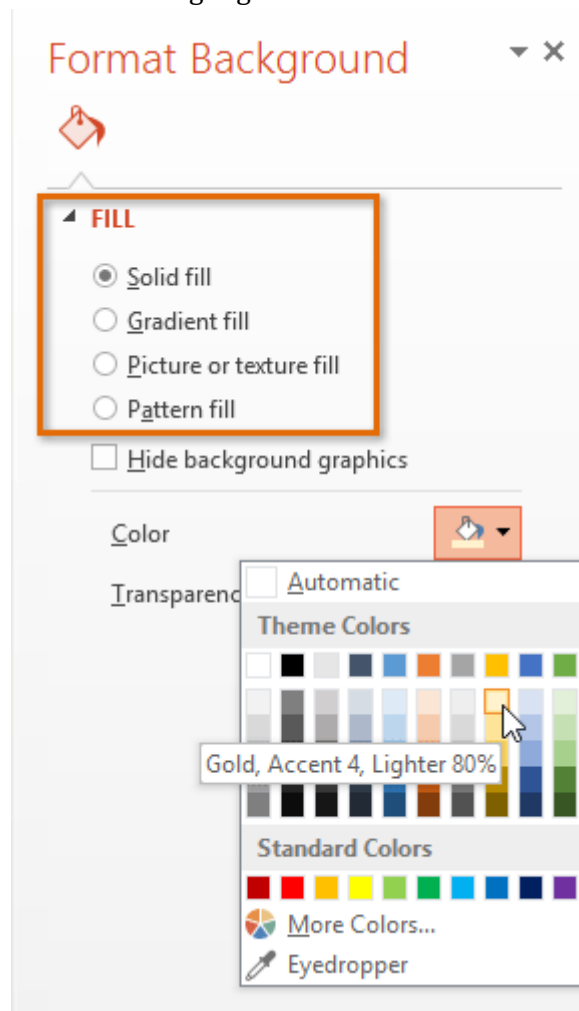 Format Background
FILL
Solid fill
Gradient fill
Picture or texture fill
Pattern fill
Hide background graphics
Color
Transparenc
Automatic
Theme Colors
Gold, Accent 4, Lighter 80%
Standard Colors
More Colors...
Eyedropper